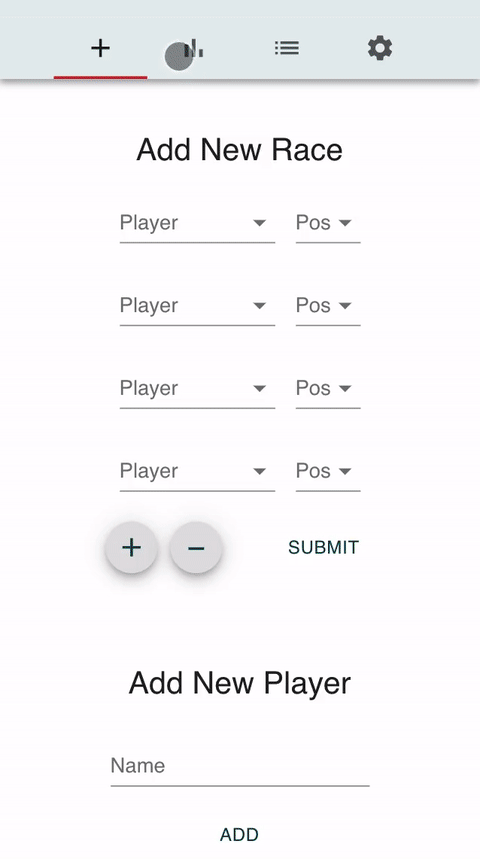 Add New Race
Player Pos
Player Pos
Player Pos
Player Pos
SUBMIT
Add New Player
Name
ADD